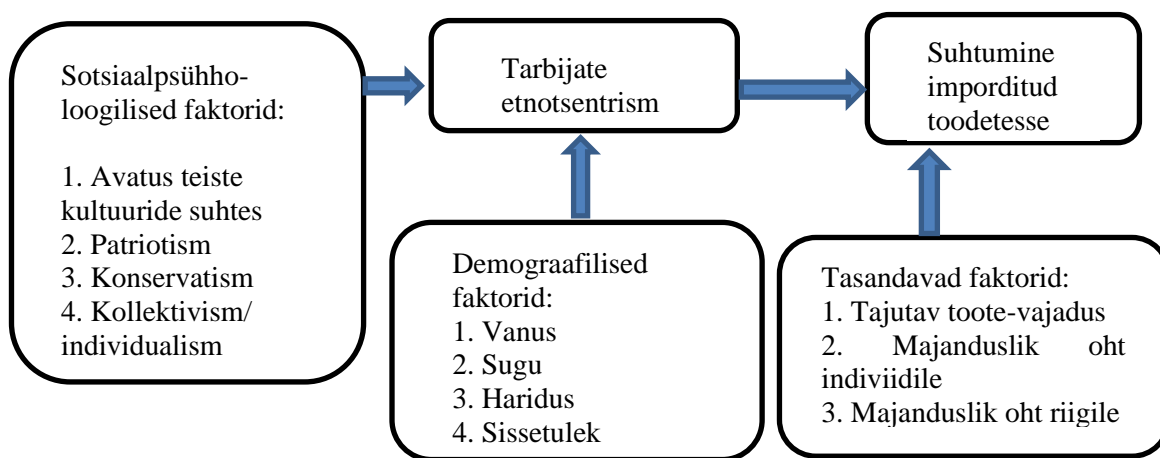 Sotsiaalpsühho-
loogilised faktorid:
1. Avatus teiste
kultuuride suhtes
2. Patriotism
3. Konservatism
4. Kollektivism/
individualism
Tarbijate
etnotsentrism
Suhtumine
imporditud
toodetesse
Demograafilised
faktorid:
1. Vanus
2. Sugu
3. Haridus
4. Sissetulek
Tasandavad faktorid:
1. Tajutav toote-vajadus
2. Majanduslik oht
indiviidile
3. Majanduslik oht riigile